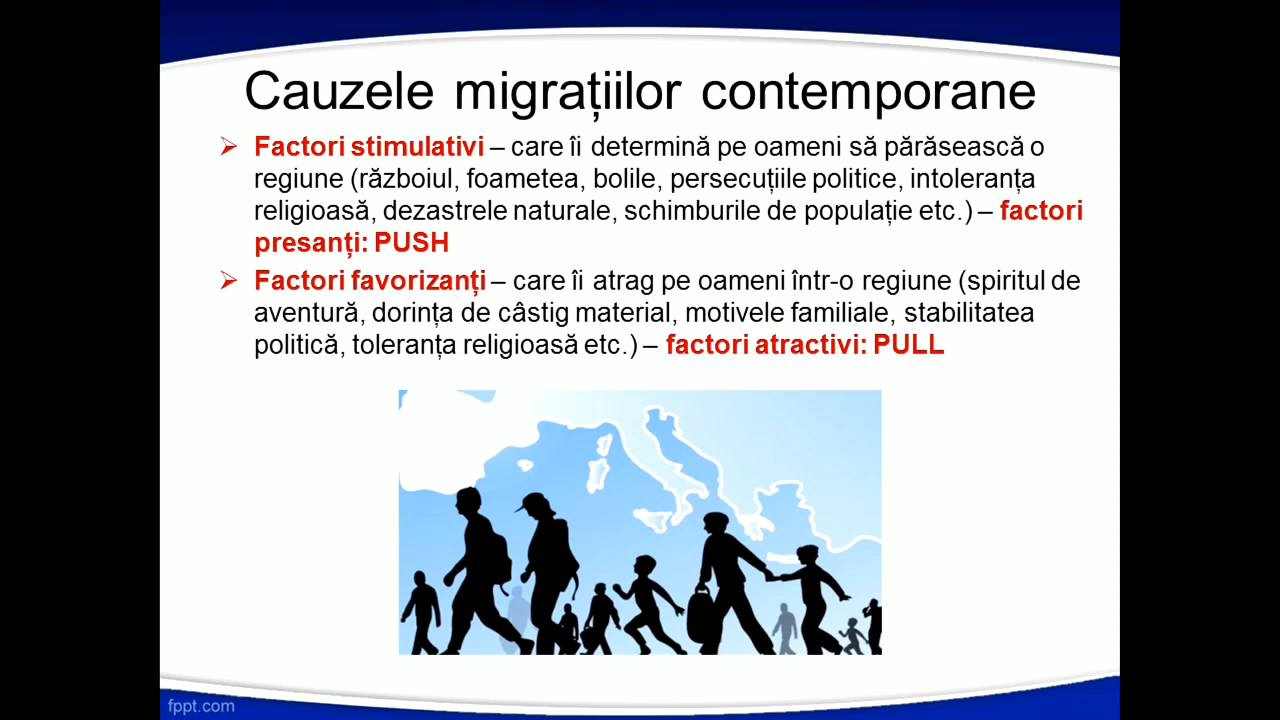 Cauzele migrațiilor contemporane
Factori stimulativi – care îi determină pe oameni să părăsească o
regiune (războiul, foametea, bolile, persecuțiile politice, intoleranța
religioasă, dezastrele naturale, schimburile de populație etc.) – factori
presanți: PUSH
Factori favorizanți – care îi atrag pe oameni într-o regiune (spiritul de
aventură, dorința de câstig material, motivele familiale, stabilitatea
politică, toleranța religioasă etc.) – factori atractivi: PULL
fppt.com